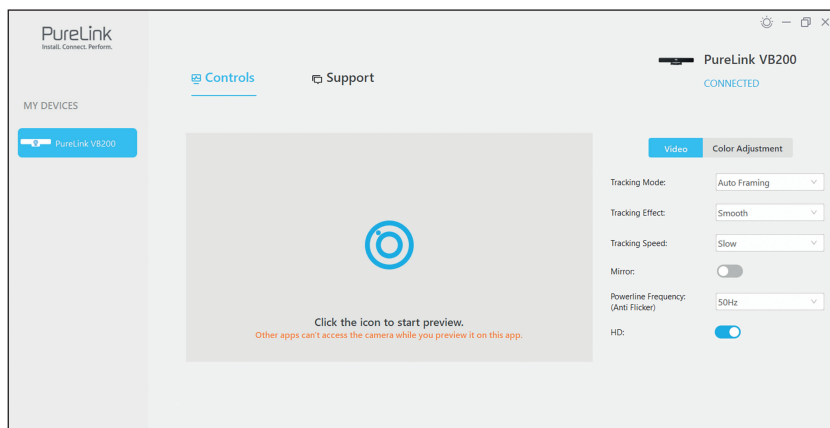 PureLink
Install. Connect. Perform.
MY DEVICES
PureLink VB200
Controls
Support
PureLink VB200
CONNECTED
Click the icon to start preview.
Other apps can't access the camera while you preview it on this app.
Video
Color Adjustment
Tracking Mode:
Auto Framing
Tracking Effect:
Smooth
Tracking Speed:
Slow
Mirror:
Powerline Frequency:
(Anti Flicker)
50Hz
HD: